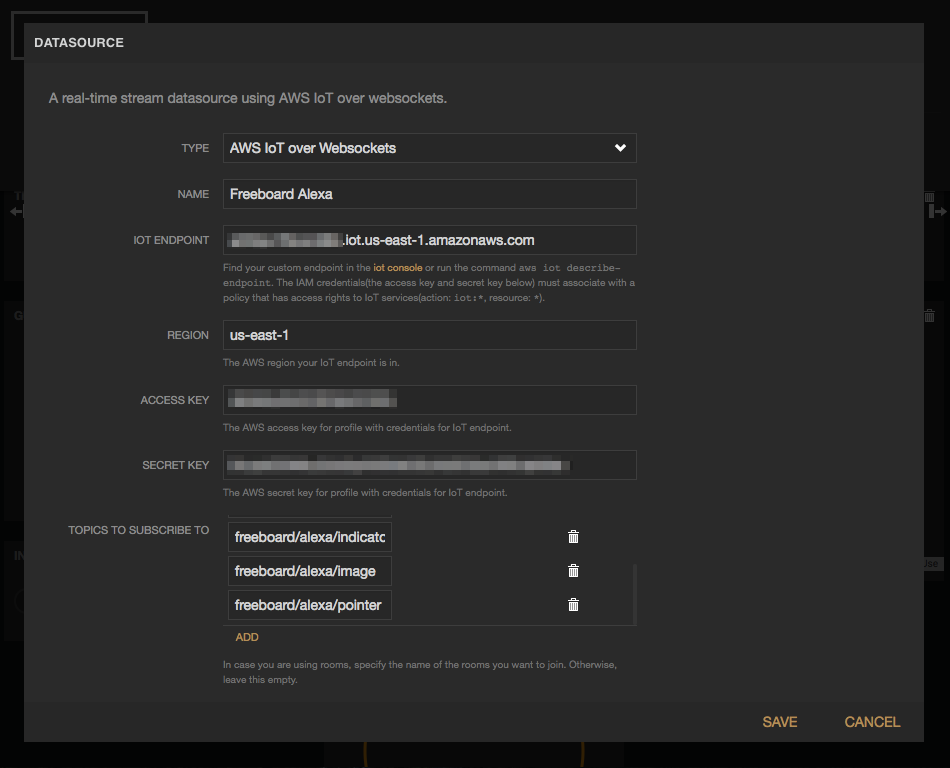 DATASOURCE
A real-time stream datasource using AWS IoT over websockets.
TYPE
AWS IoT over Websockets
NAME
Freeboard Alexa
IOT ENDPOINT
.iot.us-east-1.amazonaws.com
Find your custom endpoint in the iot console or run the command aws iot describe-
endpoint. The IAM credentials(the access key and secret key below) must associate with a
policy that has access rights to IoT services(action: iot:*, resource: *).
REGION
us-east-1
The AWS region your IoT endpoint is in.
ACCESS KEY
The AWS access key for profile with credentials for IoT endpoint.
SECRET KEY
The AWS secret key for profile with credentials for IoT endpoint.
TOPICS TO SUBSCRIBE TO
freeboard/alexa/indicato
freeboard/alexa/image
freeboard/alexa/pointer
ADD
In case you are using rooms, specify the name of the rooms you want to join. Otherwise,
leave this empty.
SAVE
CANCEL